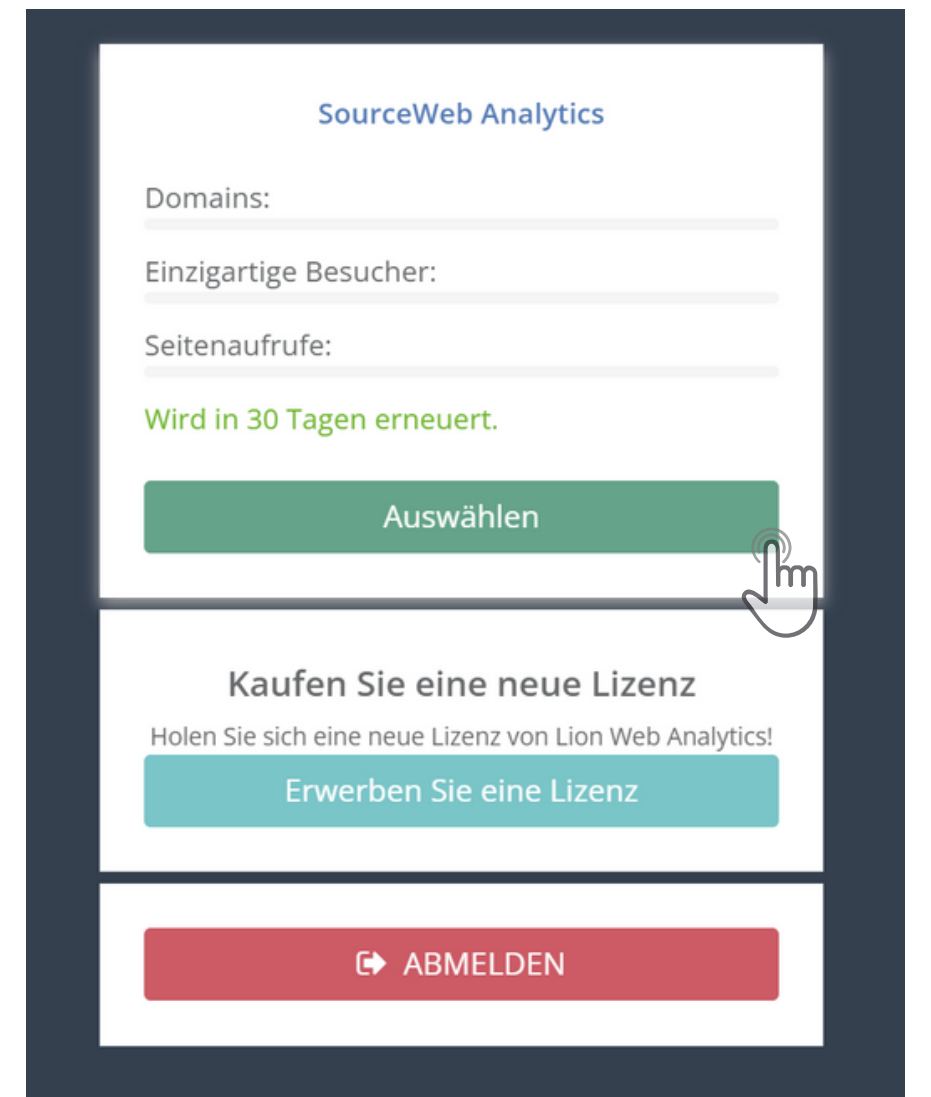 SourceWeb Analytics
Domains:
Einzigartige Besucher:
Seitenaufrufe:
Wird in 30 Tagen erneuert.
Auswählen
Kaufen Sie eine neue Lizenz
Holen Sie sich eine neue Lizenz von Lion Web Analytics!
Erwerben Sie eine Lizenz
ABMELDEN